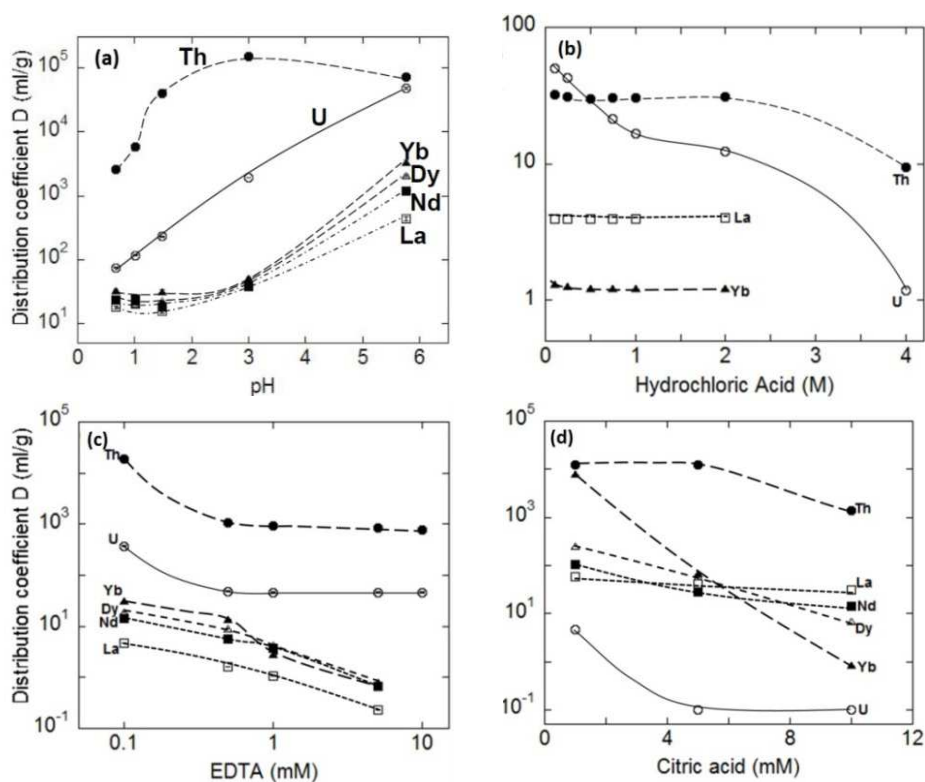 (a)
Distribution coefficient D (ml/g)
10^5
10^4
10^3
10^2
10^1
Th
U
Yb
Dy
Nd
La
0 1 2 3 4 5 6
pH
(b)
100
10
1
Th
La
Yb
U
0 1 2 3 4
Hydrochloric Acid (M)
(c)
Distribution coefficient D (ml/g)
10^5
10^3
10^1
10^-1
Th
U
Yb
Dy
Nd
La
0.1 1 10
EDTA (mM)
(d)
10^5
10^3
10^1
10^-1
Th
La
Nd
Dy
Yb
U
0 4 8 12
Citric acid (mM)